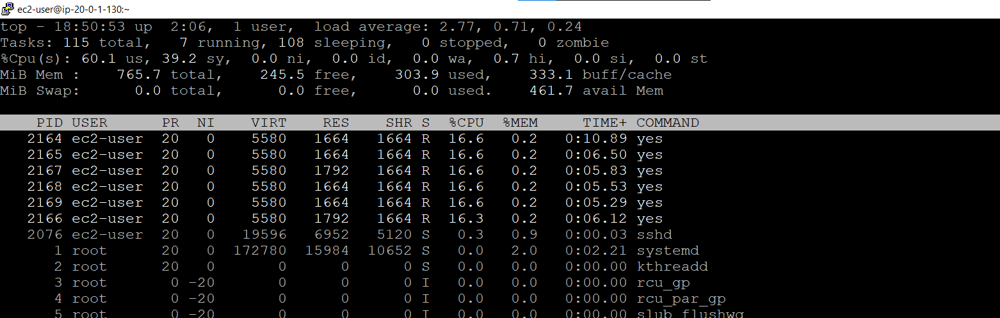 ec2-user@ip-20-0-1-130:~
top - 18:50:53 up  2:06,  1 user,  load average: 2.77, 0.71, 0.24
Tasks: 115 total,   7 running, 108 sleeping,   0 stopped,   0 zombie
%Cpu(s): 60.1 us, 39.2 sy,  0.0 ni,  0.0 id,  0.0 wa,  0.7 hi,  0.0 si,  0.0 st
MiB Mem :    765.7 total,    245.5 free,    303.9 used,    333.1 buff/cache
MiB Swap:      0.0 total,      0.0 free,      0.0 used.    461.7 avail Mem
PID USER      PR  NI    VIRT    RES    SHR S  %CPU  %MEM     TIME+ COMMAND
2164 ec2-user  20   0    5580   1664   1664 R  16.6   0.2   0:10.89 yes
2165 ec2-user  20   0    5580   1664   1664 R  16.6   0.2   0:06.50 yes
2167 ec2-user  20   0    5580   1792   1664 R  16.6   0.2   0:05.83 yes
2168 ec2-user  20   0    5580   1664   1664 R  16.6   0.2   0:05.53 yes
2169 ec2-user  20   0    5580   1664   1664 R  16.6   0.2   0:05.29 yes
2166 ec2-user  20   0    5580   1792   1664 R  16.3   0.2   0:06.12 yes
2076 ec2-user  20   0   19596   6952   5120 S   0.3   0.9   0:00.03 sshd
1 root      20   0  172780  15984  10652 S   0.0   2.0   0:02.21 systemd
2 root      20   0       0      0      0 S   0.0   0.0   0:00.00 kthreadd
3 root       0 -20       0      0      0 I   0.0   0.0   0:00.00 rcu_gp
4 root       0 -20       0      0      0 I   0.0   0.0   0:00.00 rcu_par_gp
5 root       0 -20       0      0      0 I   0.0   0.0   0:00.00 slub_flushwq